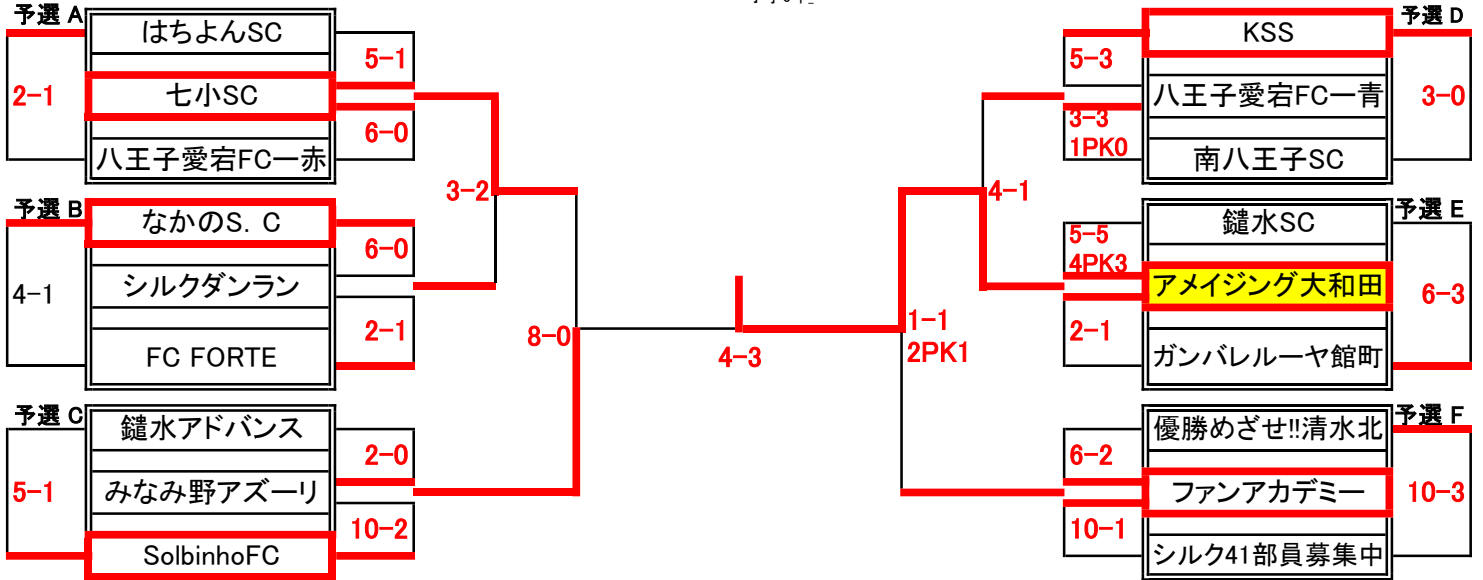 予選 A
はちよんSC
5-1
2-1
七小SC
6-0
八王子愛宕FC一赤
3-2
予選 B
なかのS. C
6-0
4-1
シルクダンラン
2-1
FC FORTE
8-0
予選 C
鑓水アドバンス
2-0
5-1
みなみ野アズーリ
10-2
SolbinhoFC
4-3
予選 D
KSS
5-3
八王子愛宕FC一青
3-0
3-3
1PK0
南八王子SC
4-1
予選 E
鑓水SC
5-5
4PK3
アメイジング大和田
6-3
2-1
ガンバレルーヤ館町
1-1
2PK1
予選 F
優勝めざせ!!清水北
6-2
ファンアカデミー
10-3
10-1
シルク41部員募集中